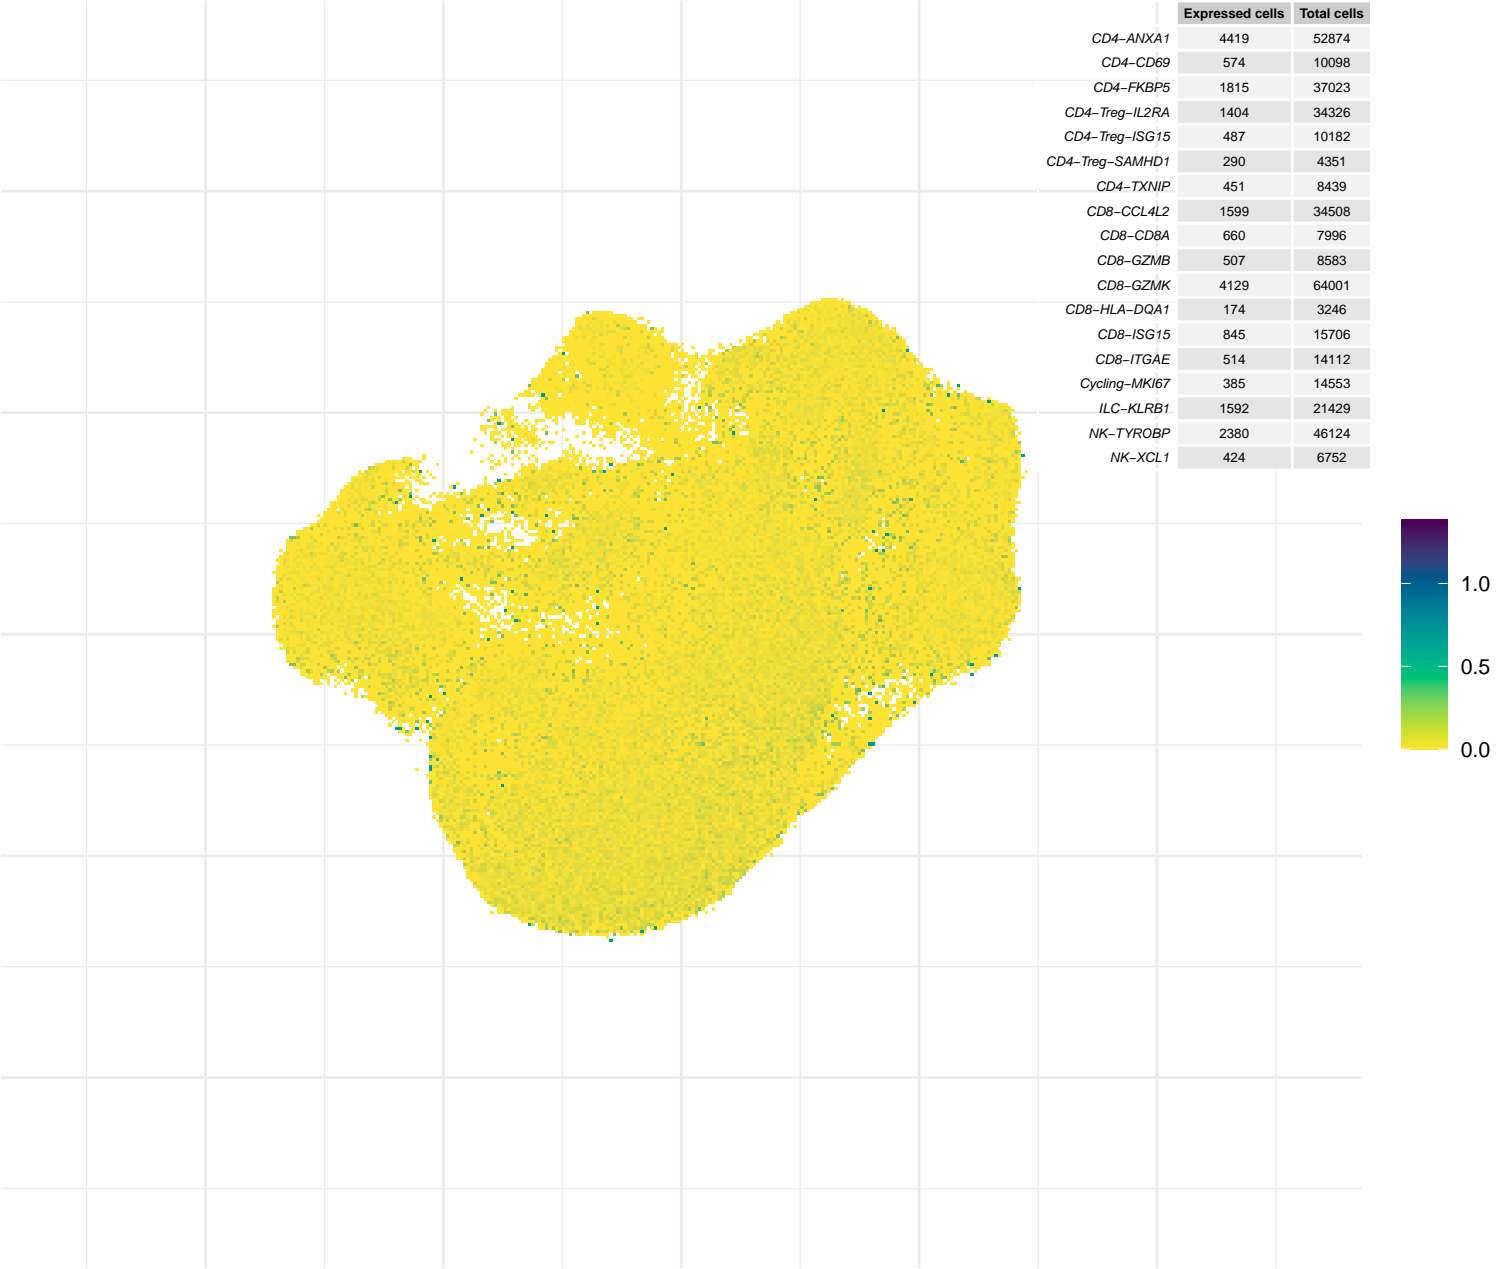 Expressed cells Total cells
CD4−ANXA1 4419 52874
CD4−CD69 574 10098
CD4−FKBP5 1815 37023
CD4−Treg−IL2RA 1404 34326
CD4−Treg−ISG15 487 10182
CD4−Treg−SAMHD1 290 4351
CD4−TXNIP 451 8439
CD8−CCL4L2 1599 34508
CD8−CD8A 660 7996
CD8−GZMB 507 8583
CD8−GZMK 4129 64001
CD8−HLA−DQA1 174 3246
CD8−ISG15 845 15706
CD8−ITGAE 514 14112
Cycling−MKI67 385 14553
ILC−KLRB1 1592 21429
NK−TYROBP 2380 46124
NK−XCL1 424 6752
1.0
0.5
0.0